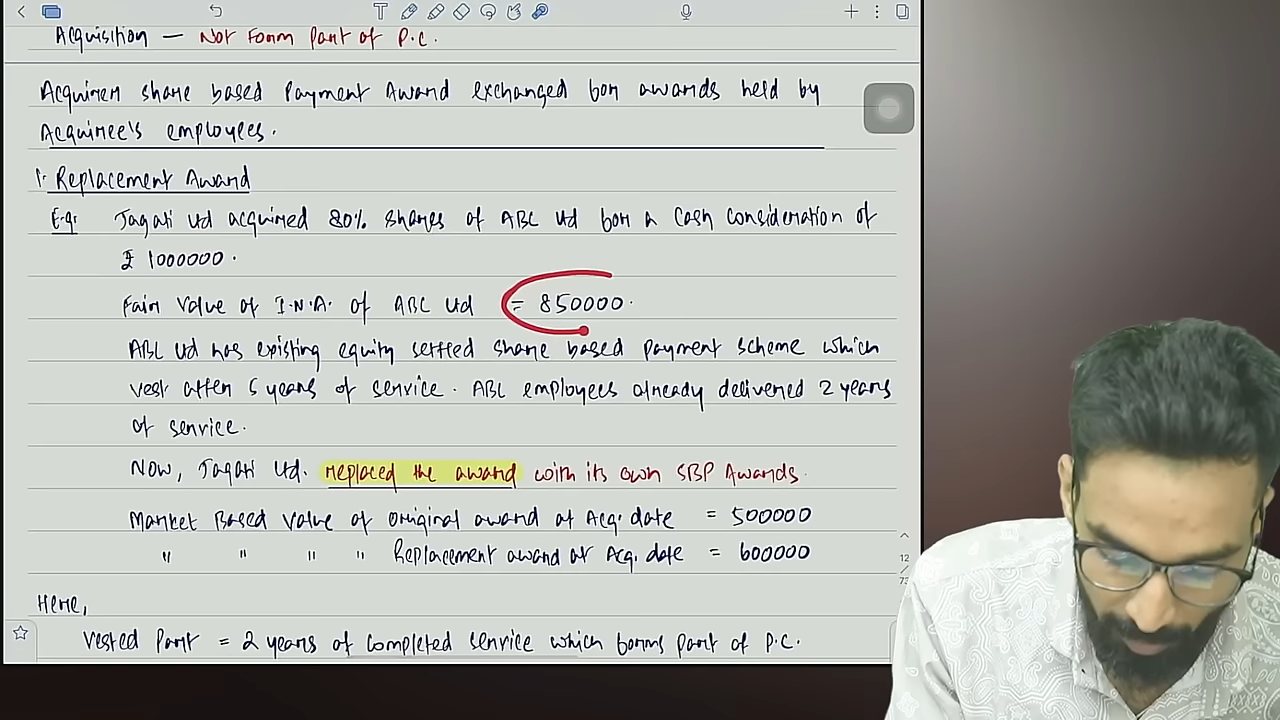 Acquisition — Not Form Part of P.C.
Acquirer share based Payment Award exchanged for awards held by
Acquiree's employees.
1. Replacement Award
E.g. Jagati Ltd acquired 80% shares of ABC Ltd for a cash consideration of
₹ 1000000.
Fair Value of I.N.A. of ABC Ltd = 850000.
ABC Ltd has existing equity settled share based payment scheme which
vest after 5 years of service. ABC employees already delivered 2 years
of service.
Now, Jagati Ltd. replaced the award with its own SBP Awards.
Market Based Value of original award at Acq. date = 500000
" " " " Replacement award at Acq. date = 600000
12
73
Here,
Vested Part = 2 years of completed service which forms part of P.C.